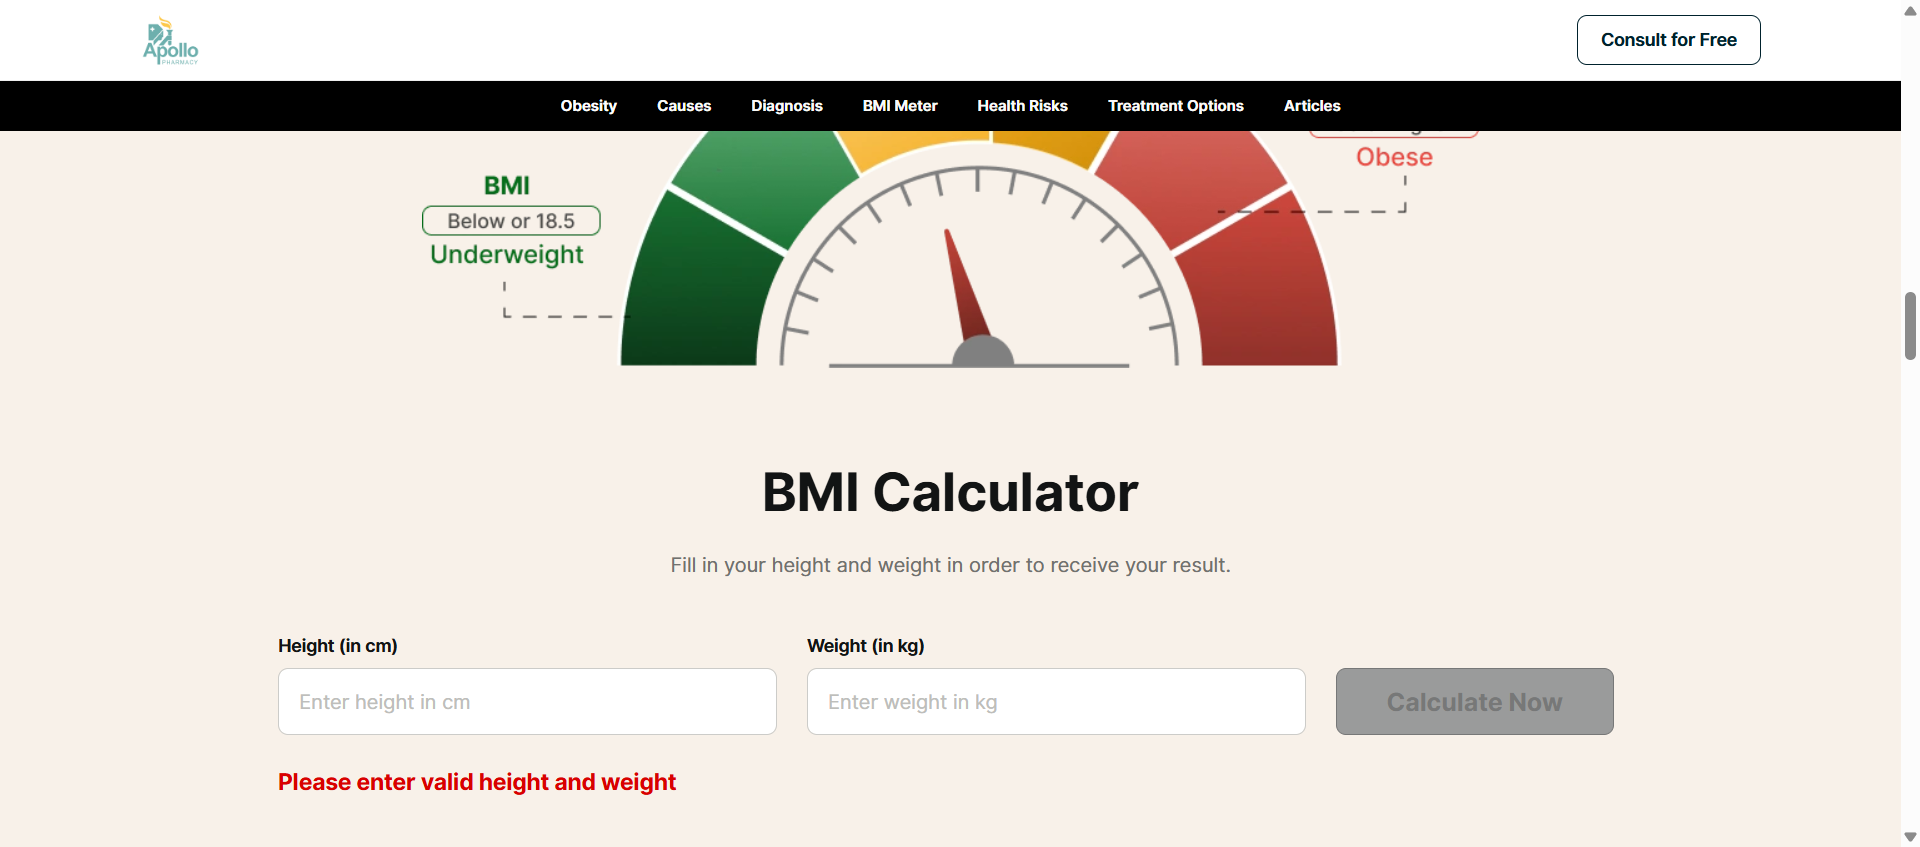 Apollo
PHARMACY
Consult for Free
Obesity Causes Diagnosis BMI Meter Health Risks Treatment Options Articles
Obese
BMI
Below or 18.5
Underweight
BMI Calculator
Fill in your height and weight in order to receive your result.
Height (in cm)
Weight (in kg)
Enter height in cm
Enter weight in kg
Calculate Now
Please enter valid height and weight